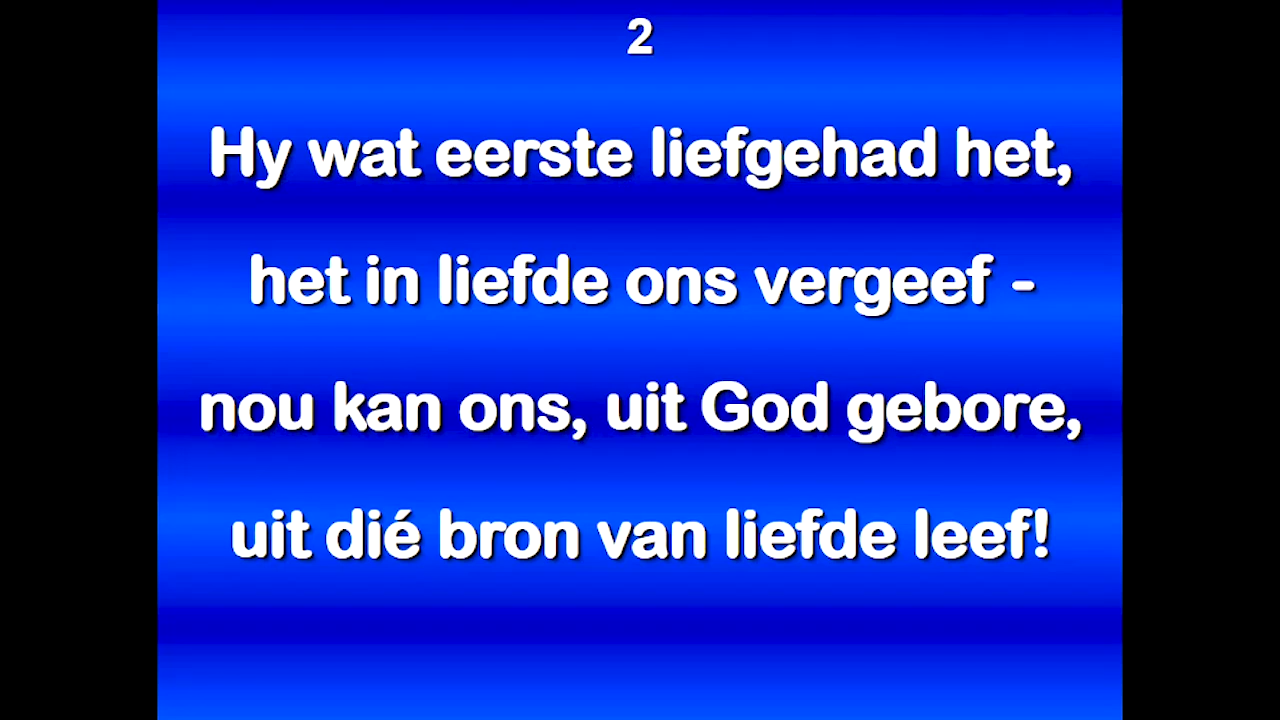 2
Hy wat eerste liefgehad het,
het in liefde ons vergeef -
nou kan ons, uit God gebore,
uit dié bron van liefde leef!